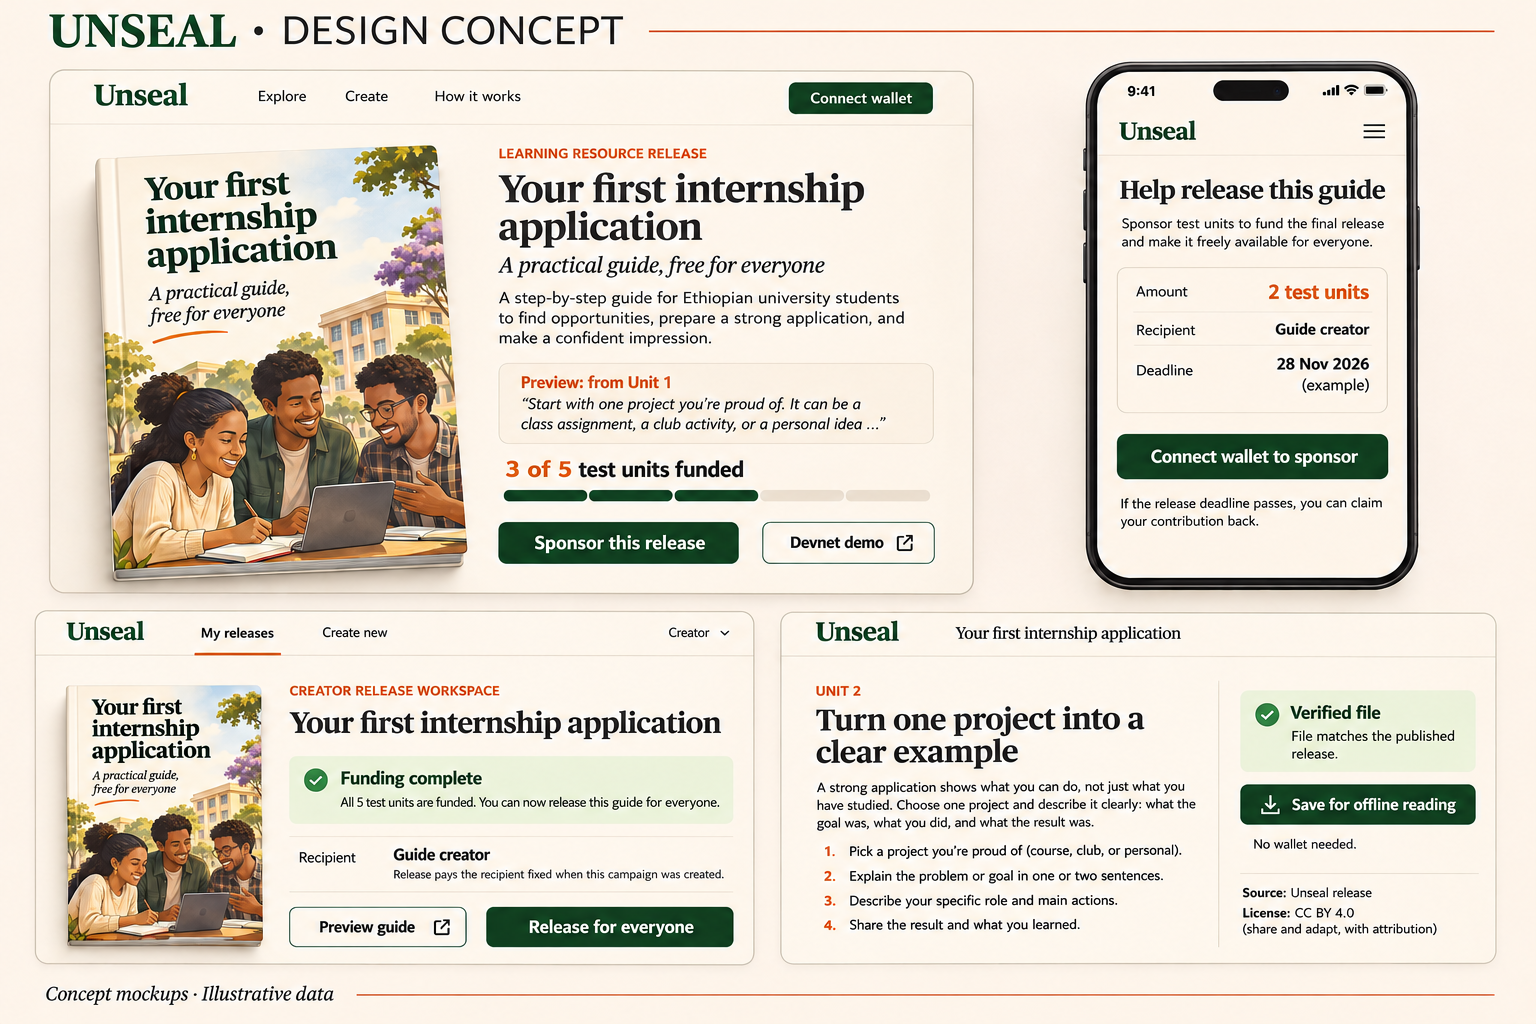 UNSEAL • DESIGN CONCEPT
Unseal
Explore
Create
How it works
Connect wallet
Your first
internship
application
A practical guide,
free for everyone
LEARNING RESOURCE RELEASE
Your first internship
application
A practical guide, free for everyone
A step-by-step guide for Ethiopian university students
to find opportunities, prepare a strong application, and
make a confident impression.
Preview: from Unit 1
“Start with one project you’re proud of. It can be a
class assignment, a club activity, or a personal idea ...”
3 of 5 test units funded
Sponsor this release
Devnet demo
9:41
Unseal
Help release this guide
Sponsor test units to fund the final release
and make it freely available for everyone.
Amount 2 test units
Recipient Guide creator
Deadline 28 Nov 2026
(example)
Connect wallet to sponsor
If the release deadline passes, you can claim
your contribution back.
Unseal
My releases
Create new
Creator
Your first
internship
application
A practical guide,
free for everyone
CREATOR RELEASE WORKSPACE
Your first internship application
Funding complete
All 5 test units are funded. You can now release this guide for everyone.
Recipient Guide creator
Release pays the recipient fixed when this campaign was created.
Preview guide
Release for everyone
Unseal
Your first internship application
UNIT 2
Turn one project into a
clear example
A strong application shows what you can do, not just what you
have studied. Choose one project and describe it clearly: what the
goal was, what you did, and what the result was.
1. Pick a project you’re proud of (course, club, or personal).
2. Explain the problem or goal in one or two sentences.
3. Describe your specific role and main actions.
4. Share the result and what you learned.
Verified file
File matches the published
release.
Save for offline reading
No wallet needed.
Source: Unseal release
License: CC BY 4.0
(share and adapt, with attribution)
Concept mockups · Illustrative data